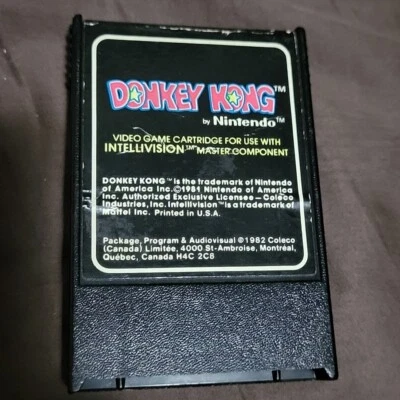 DONKEY KONG™
by Nintendo™
VIDEO GAME CARTRIDGE FOR USE WITH
INTELLIVISION™ MASTER COMPONENT
DONKEY KONG™ is the trademark of Nintendo
of America Inc.©1981 Nintendo of America
Inc. Authorized Exclusive Licensee – Coleco
Industries, Inc. Intellivision™ is a trademark of
Mattel Inc. Printed in U.S.A.
Package, Program & Audiovisual ©1982 Coleco
(Canada) Limitée, 4000 St-Ambroise, Montréal,
Québec, Canada H4C 2C8